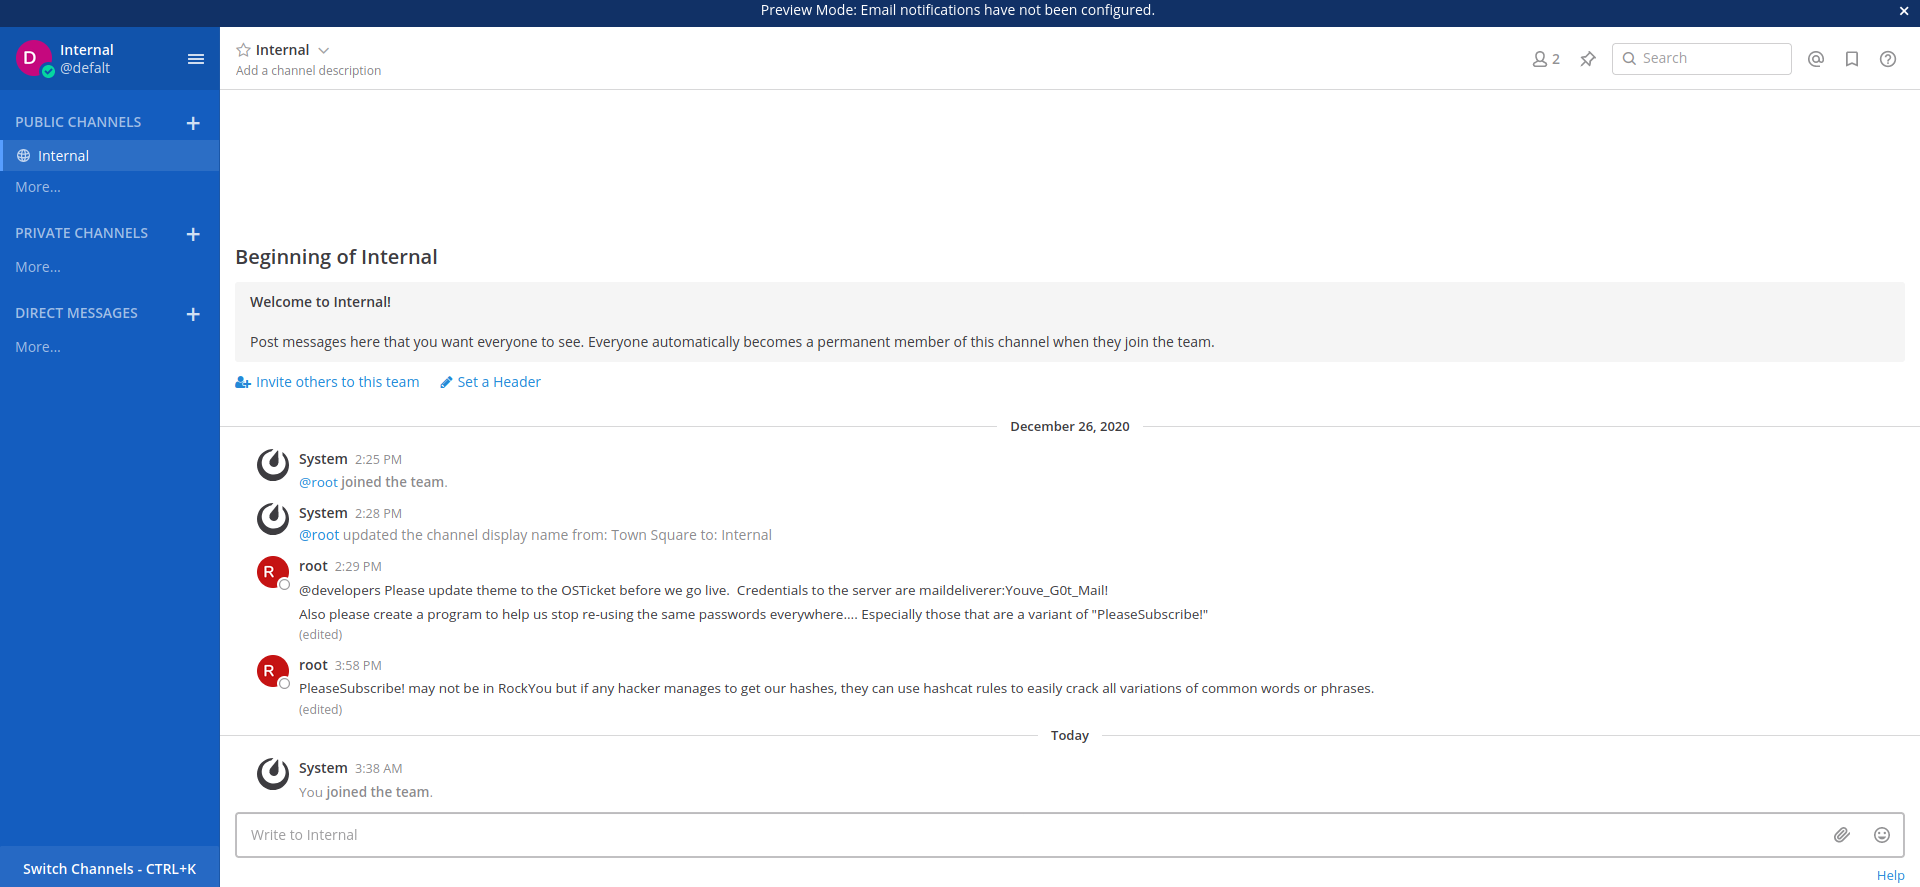 Preview Mode: Email notifications have not been configured.
×
D
Internal
@defalt
PUBLIC CHANNELS
+
Internal
More...
PRIVATE CHANNELS
+
More...
DIRECT MESSAGES
+
More...
Switch Channels - CTRL+K
Internal
Add a channel description
2
Search
Beginning of Internal
Welcome to Internal!
Post messages here that you want everyone to see. Everyone automatically becomes a permanent member of this channel when they join the team.
Invite others to this team Set a Header
December 26, 2020
System 2:25 PM
@root joined the team.
System 2:28 PM
@root updated the channel display name from: Town Square to: Internal
R
root 2:29 PM
@developers Please update theme to the OSTicket before we go live.  Credentials to the server are maildeliverer:Youve_G0t_Mail!
Also please create a program to help us stop re-using the same passwords everywhere.... Especially those that are a variant of "PleaseSubscribe!"
(edited)
R
root 3:58 PM
PleaseSubscribe! may not be in RockYou but if any hacker manages to get our hashes, they can use hashcat rules to easily crack all variations of common words or phrases.
(edited)
Today
System 3:38 AM
You joined the team.
Write to Internal
Help